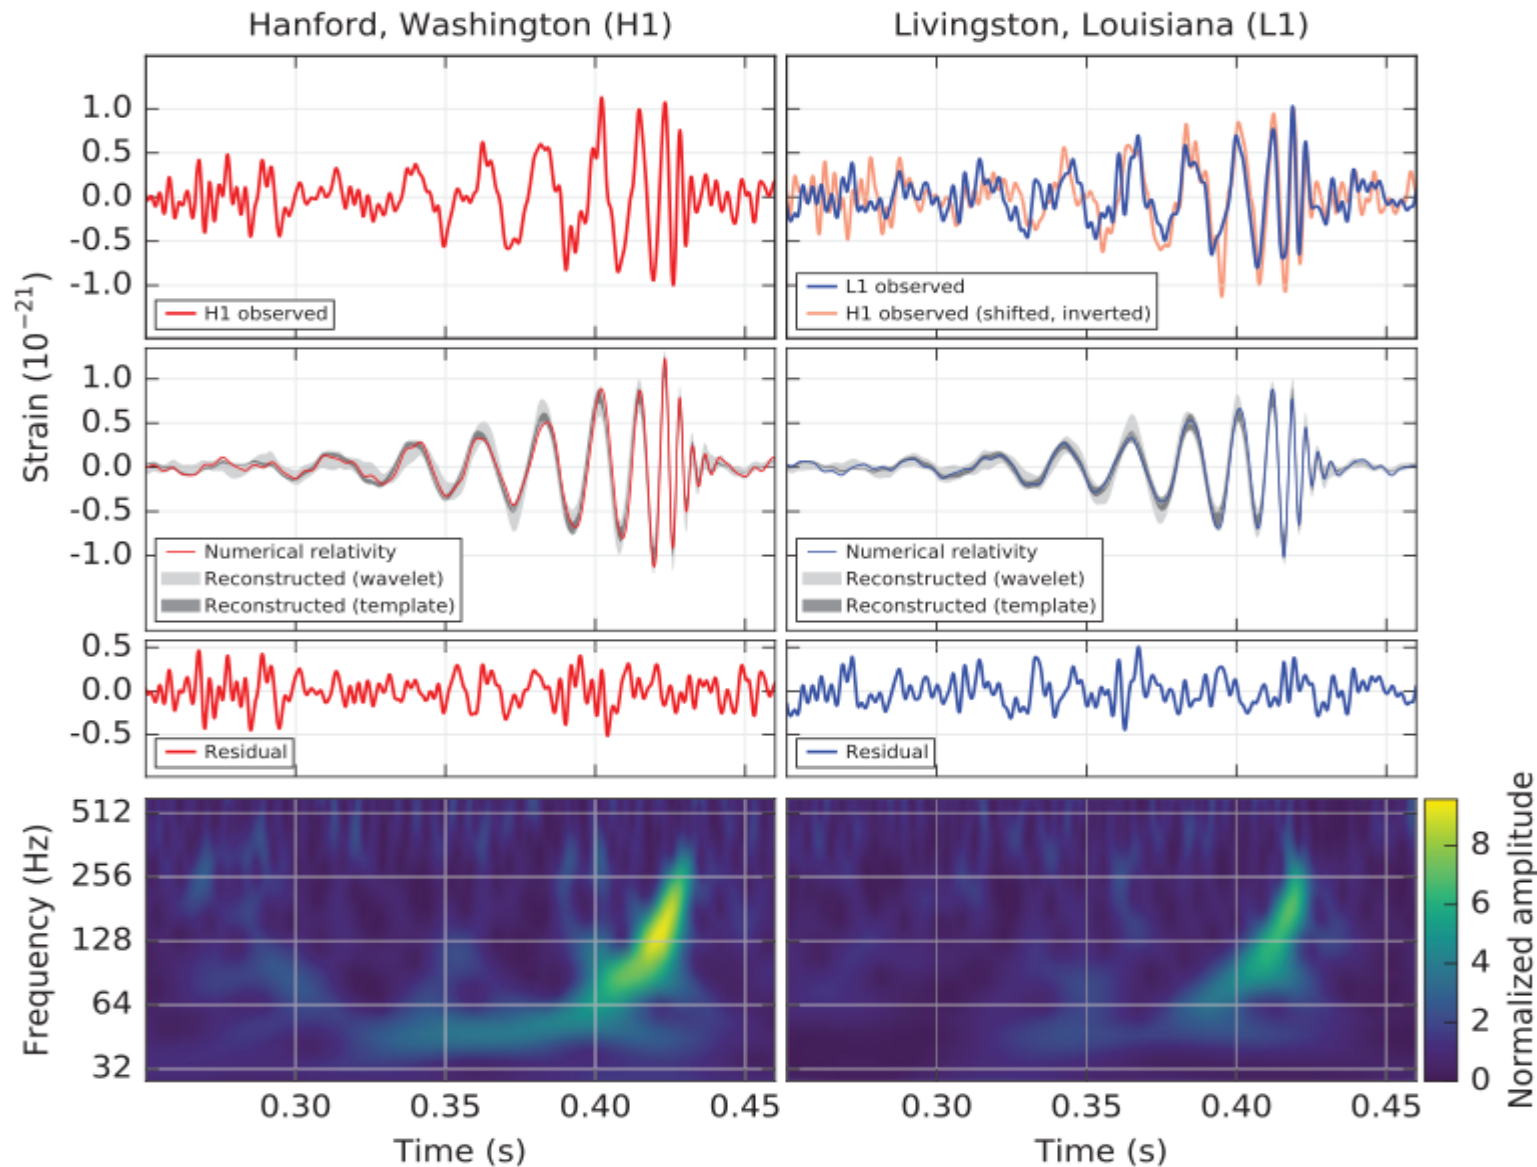 Hanford, Washington (H1)
Livingston, Louisiana (L1)
Strain (10⁻²¹)
1.0
0.5
0.0
-0.5
-1.0
H1 observed
L1 observed
H1 observed (shifted, inverted)
1.0
0.5
0.0
-0.5
-1.0
Numerical relativity
Reconstructed (wavelet)
Reconstructed (template)
Numerical relativity
Reconstructed (wavelet)
Reconstructed (template)
0.5
0.0
-0.5
Residual
Residual
Frequency (Hz)
512
256
128
64
32
Normalized amplitude
8
6
4
2
0
0.30 0.35 0.40 0.45
0.30 0.35 0.40 0.45
Time (s)
Time (s)